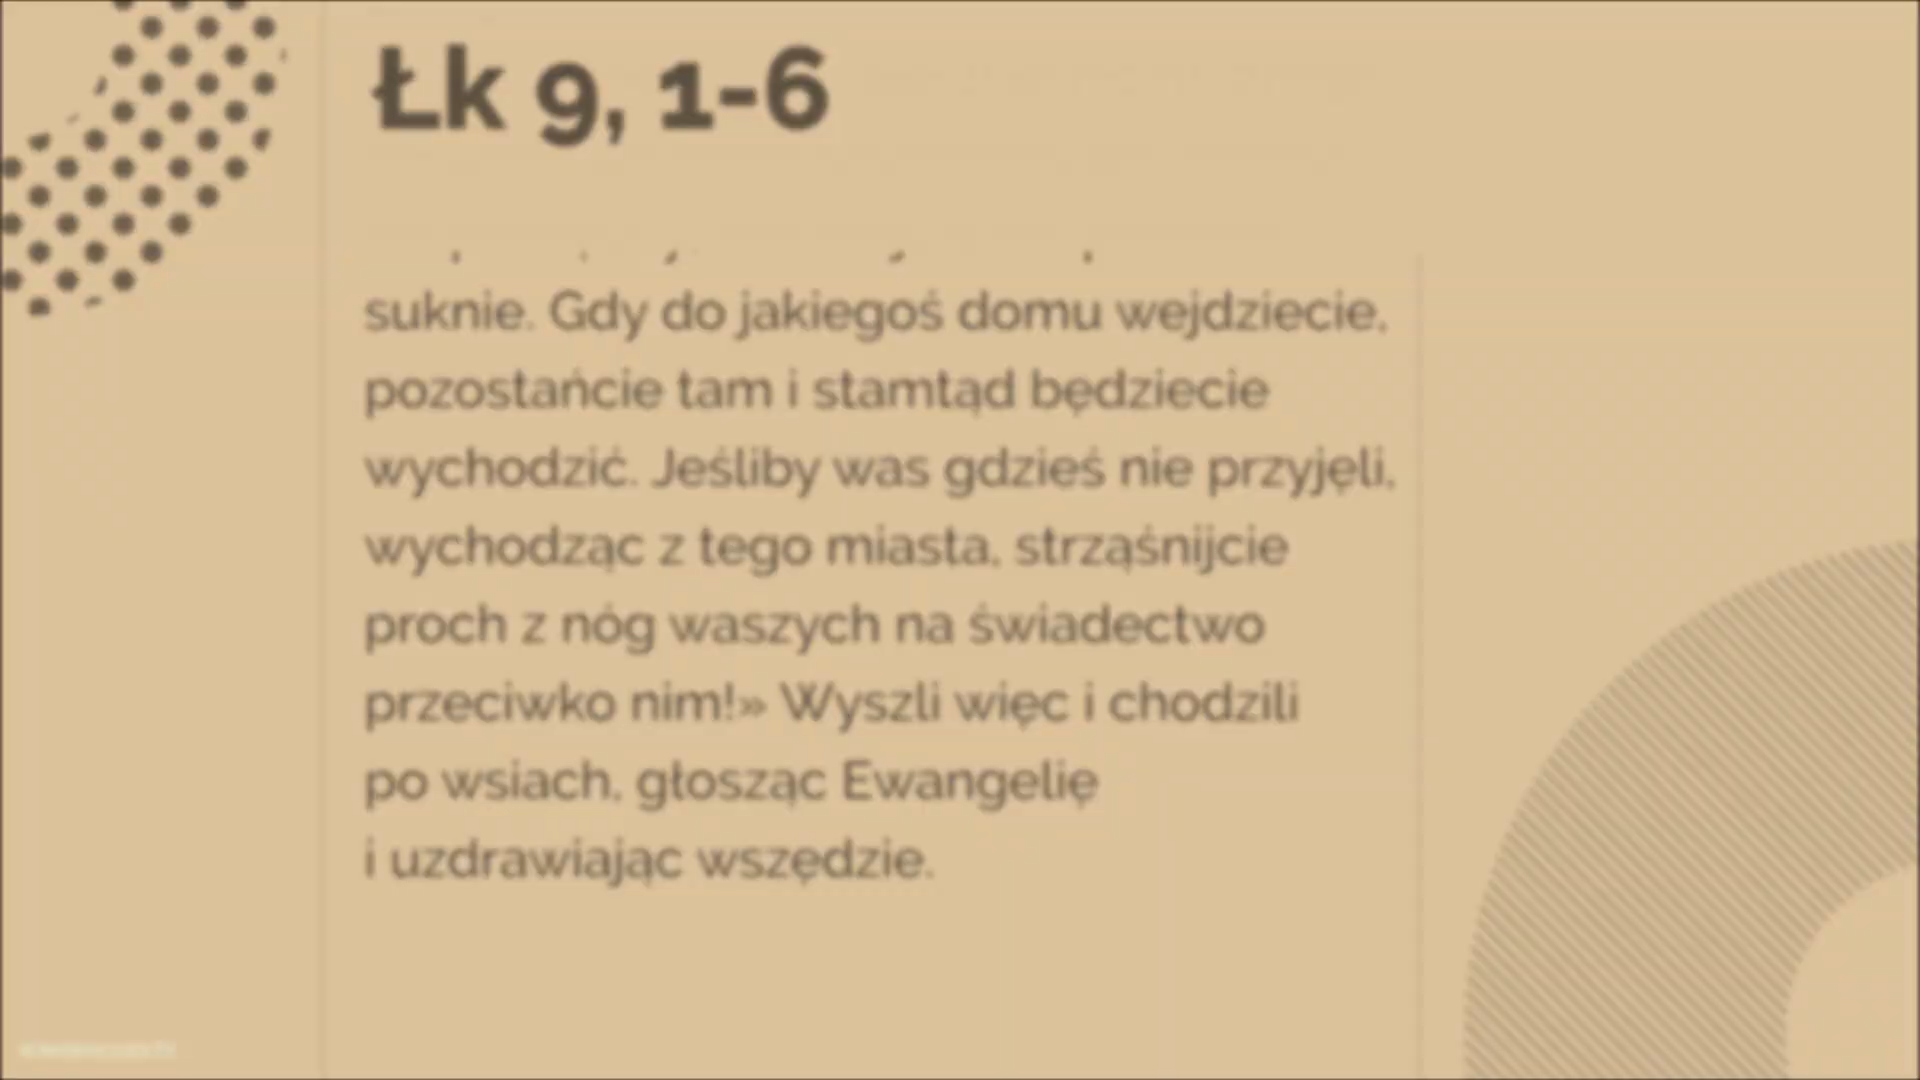 Łk 9, 1-6
suknie. Gdy do jakiegoś domu wejdziecie,
pozostańcie tam i stamtąd będziecie
wychodzić. Jeśliby was gdzieś nie przyjęli,
wychodząc z tego miasta, strząśnijcie
proch z nóg waszych na świadectwo
przeciwko nim!» Wyszli więc i chodzili
po wsiach, głosząc Ewangelię
i uzdrawiając wszędzie.